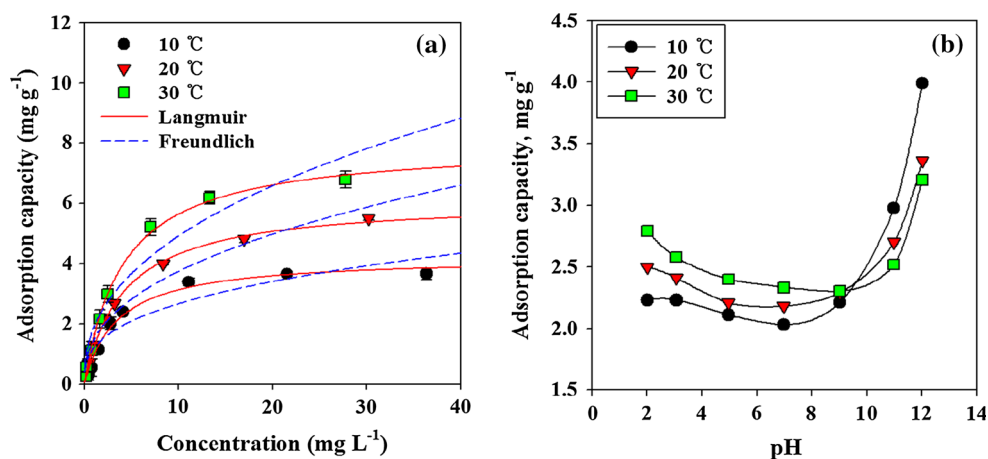 (a)
10 ℃
20 ℃
30 ℃
Langmuir
Freundlich
Adsorption capacity (mg g-1)
12
10
8
6
4
2
0
0 10 20 30 40
Concentration (mg L-1)
(b)
10 ℃
20 ℃
30 ℃
Adsorption capacity, mg g-1
4.5
4.0
3.5
3.0
2.5
2.0
1.5
0 2 4 6 8 10 12 14
pH